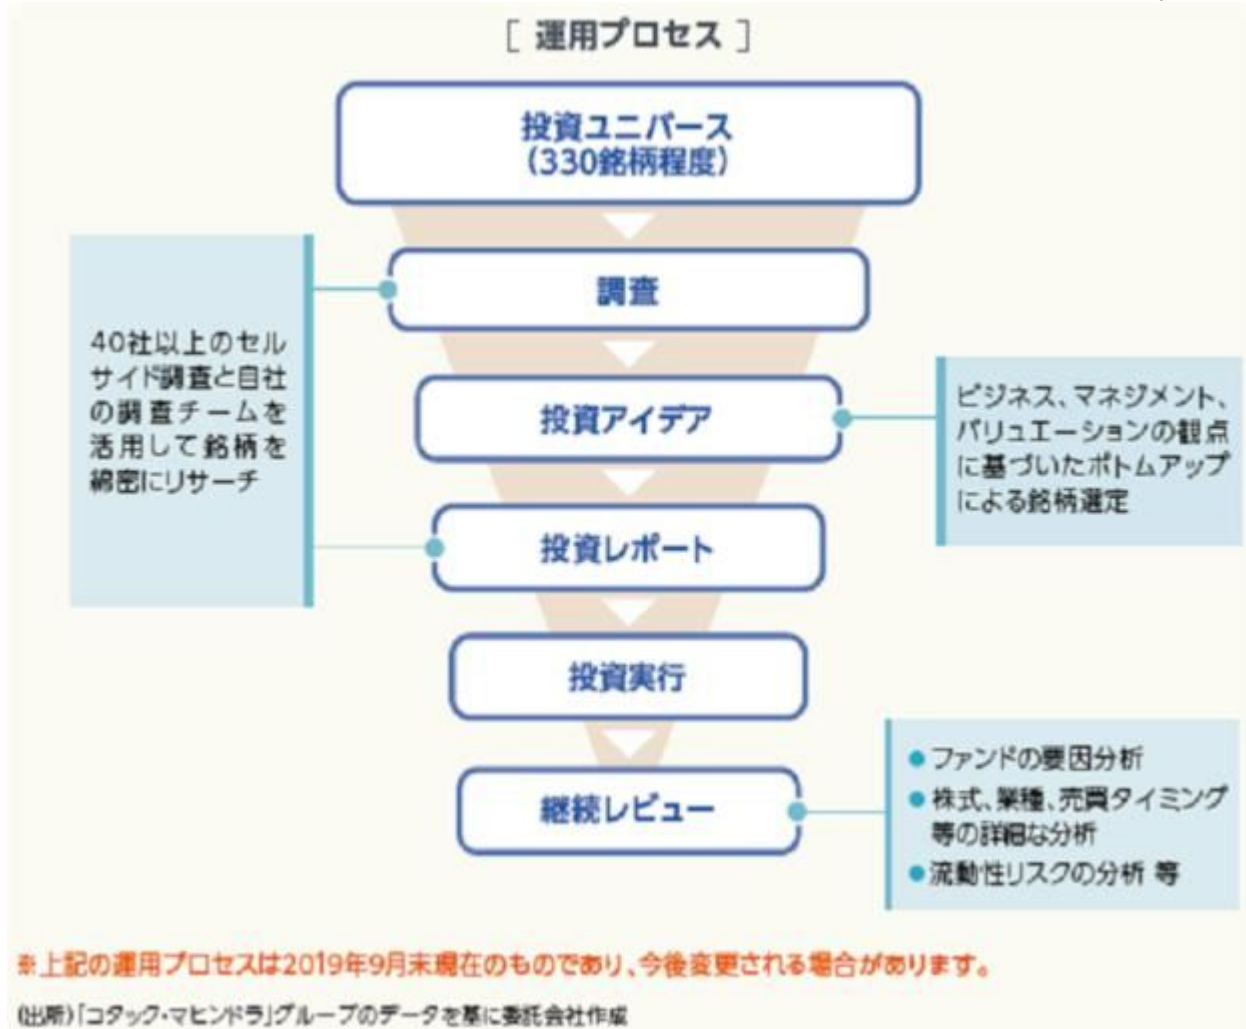 [ 運用プロセス ]
投資ユニバース
（330銘柄程度）
調査
40社以上のセル
サイド調査と自社
の調査チームを
活用して銘柄を
綿密にリサーチ
投資アイデア
ビジネス、マネジメント、
バリュエーションの観点
に基づいたボトムアップ
による銘柄選定
投資レポート
投資実行
継続レビュー
●ファンドの要因分析
●株式、業種、売買タイミング
等の詳細な分析
●流動性リスクの分析 等
※上記の運用プロセスは2019年9月末現在のものであり、今後変更される場合があります。
（出所）「コタック・マヒンドラ」グループのデータを基に委託会社作成